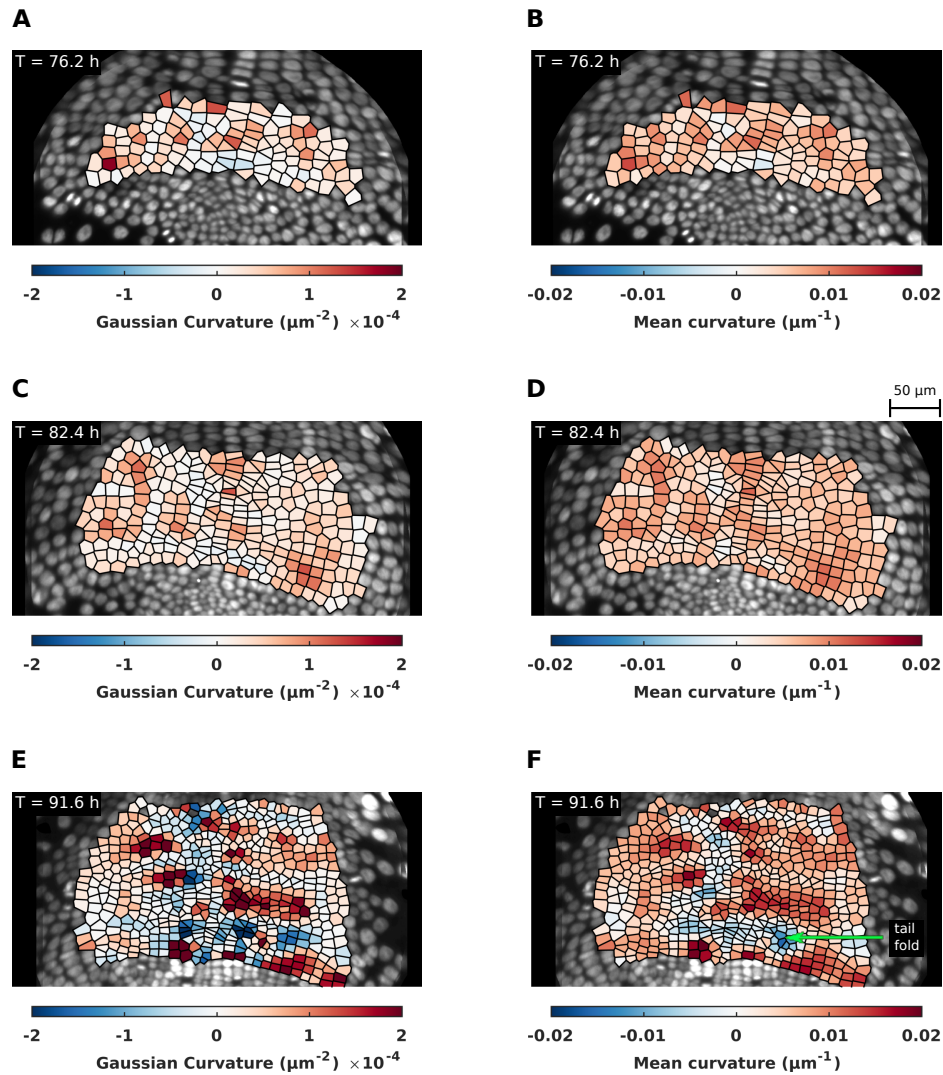 A
B
T = 76.2 h
T = 76.2 h
-2 -1 0 1 2
Gaussian Curvature (µm⁻²) ×10⁻⁴
-0.02 -0.01 0 0.01 0.02
Mean curvature (µm⁻¹)
C
D
50 µm
T = 82.4 h
T = 82.4 h
-2 -1 0 1 2
Gaussian Curvature (µm⁻²) ×10⁻⁴
-0.02 -0.01 0 0.01 0.02
Mean curvature (µm⁻¹)
E
F
T = 91.6 h
T = 91.6 h
tail
fold
-2 -1 0 1 2
Gaussian Curvature (µm⁻²) ×10⁻⁴
-0.02 -0.01 0 0.01 0.02
Mean curvature (µm⁻¹)